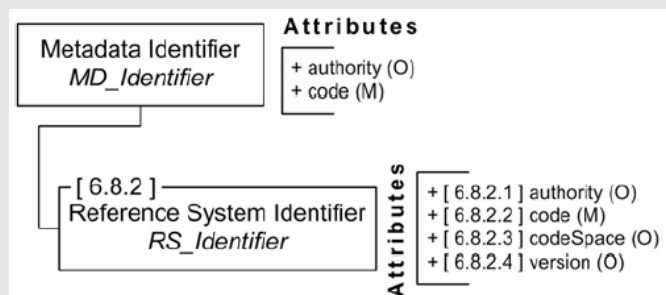 Attributes
Metadata Identifier
MD_Identifier
+ authority (O)
+ code (M)
[ 6.8.2 ]
Reference System Identifier
RS_Identifier
Attributes
+ [ 6.8.2.1 ] authority (O)
+ [ 6.8.2.2 ] code (M)
+ [ 6.8.2.3 ] codeSpace (O)
+ [ 6.8.2.4 ] version (O)